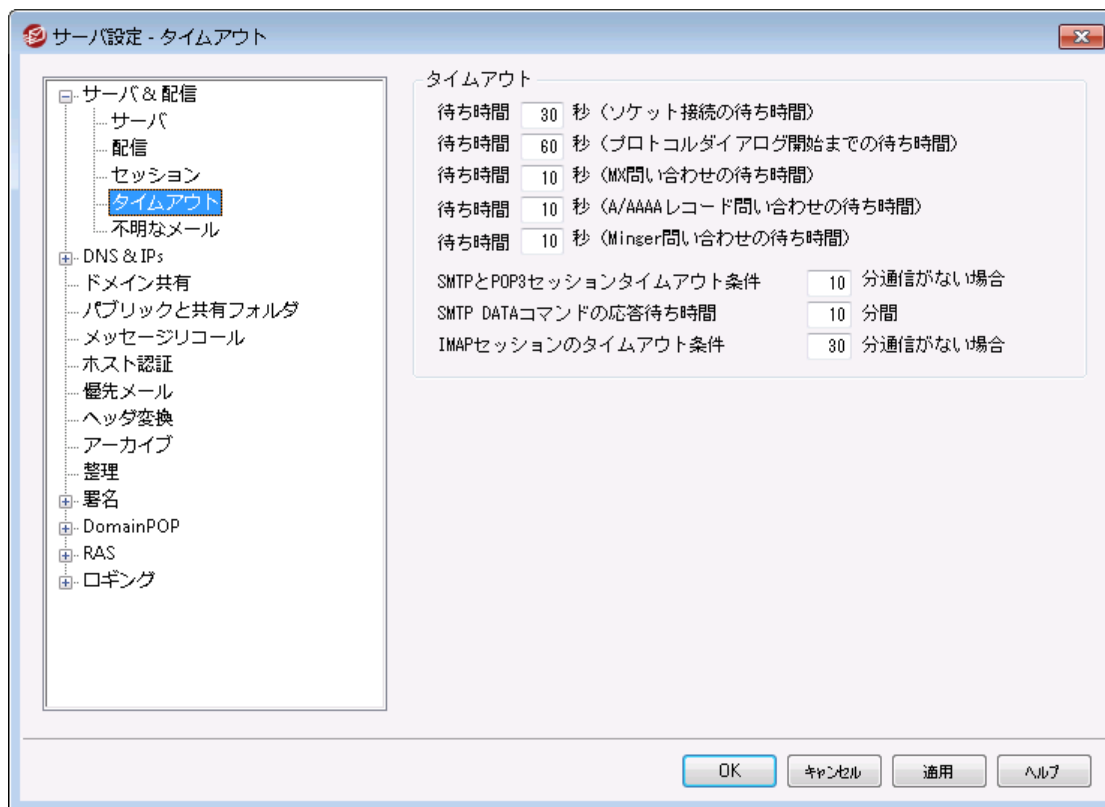 サーバ設定 - タイムアウト
サーバ & 配信
サーバ
配信
セッション
タイムアウト
不明なメール
DNS & IPs
ドメイン共有
パブリックと共有フォルダ
メッセージリコール
ホスト認証
優先メール
ヘッダ変換
アーカイブ
整理
署名
DomainPOP
RAS
ロギング
タイムアウト
待ち時間 30 秒 (ソケット接続の待ち時間)
待ち時間 60 秒 (プロトコルダイアログ開始までの待ち時間)
待ち時間 10 秒 (MX問い合わせの待ち時間)
待ち時間 10 秒 (A/AAAAレコード問い合わせの待ち時間)
待ち時間 10 秒 (Minger問い合わせの待ち時間)
SMTPとPOP3セッションタイムアウト条件 10 分通信がない場合
SMTP DATAコマンドの応答待ち時間 10 分間
IMAPセッションのタイムアウト条件 30 分通信がない場合
OK キャンセル 適用 ヘルプ